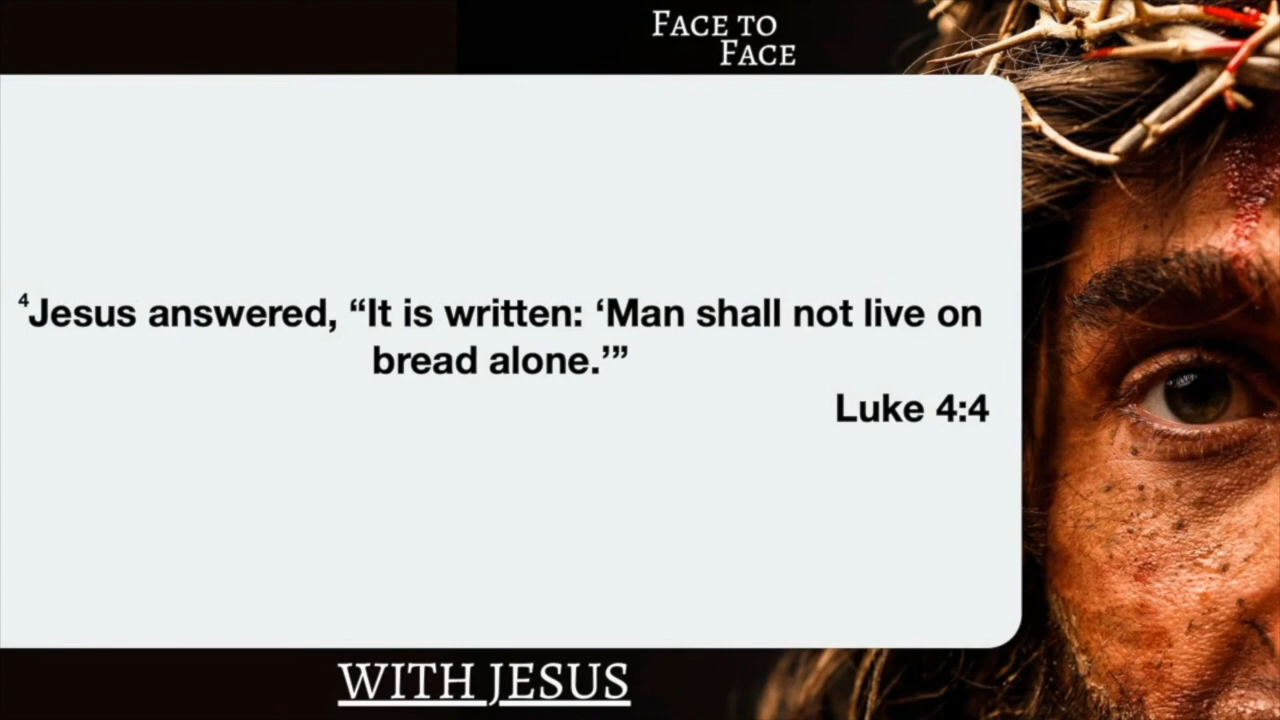 FACE TO
FACE
⁴Jesus answered, “It is written: ‘Man shall not live on
bread alone.’”
Luke 4:4
WITH JESUS